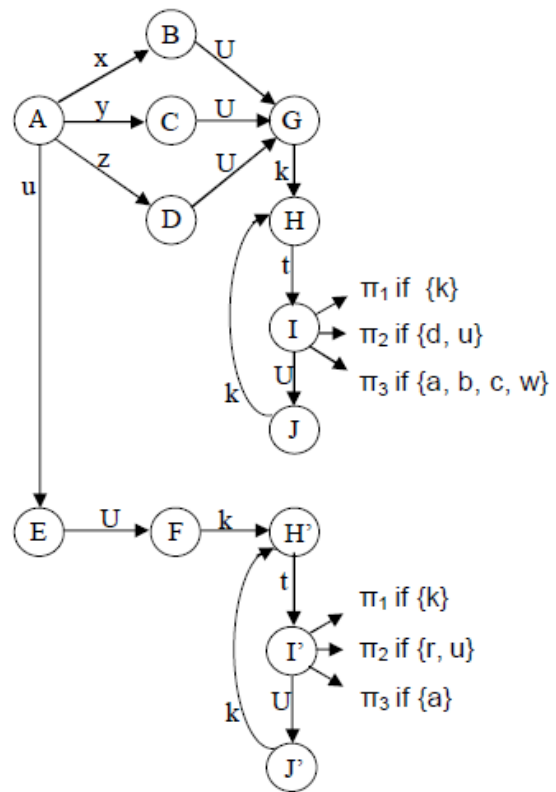 B
x
U
A
y
C
U
G
z
U
k
u
D
H
t
π₁ if {k}
I
π₂ if {d, u}
U
π₃ if {a, b, c, w}
k
J
E
U
F
k
H'
t
π₁ if {k}
I'
π₂ if {r, u}
U
π₃ if {a}
k
J'